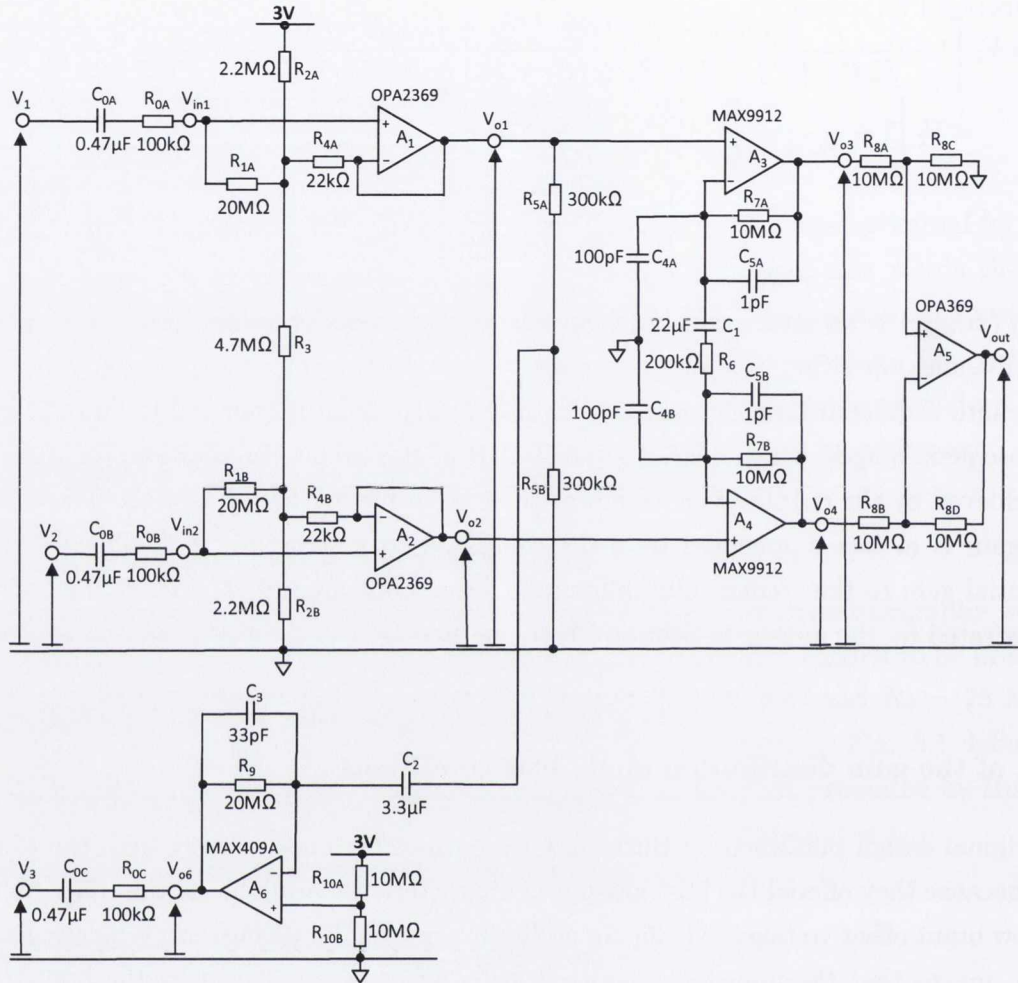 3V
2.2MΩ R2A
V1 C0A R0A Vin1 OPA2369 A1 Vo1
0.47µF 100kΩ
R1A 20MΩ
R4A 22kΩ
+ −
MAX9912 A3
+ −
Vo3 R8A R8C
10MΩ 10MΩ
R5A 300kΩ
R7A 10MΩ
100pF C4A
C5A 1pF
22µF C1
4.7MΩ R3
200kΩ R6
OPA369 A5 Vout
+ −
C5B 1pF
100pF C4B
R7B 10MΩ
R5B 300kΩ
R1B 20MΩ
R4B 22kΩ
V2 C0B R0B Vin2
0.47µF 100kΩ
− +
A2 Vo2
OPA2369
− +
A4 Vo4 R8B R8D
MAX9912 10MΩ 10MΩ
2.2MΩ R2B
C3
33pF
R9
20MΩ
C2
3.3µF
MAX409A 3V
V3 C0C R0C Vo6 A6
0.47µF 100kΩ
− +
R10A 10MΩ
R10B 10MΩ